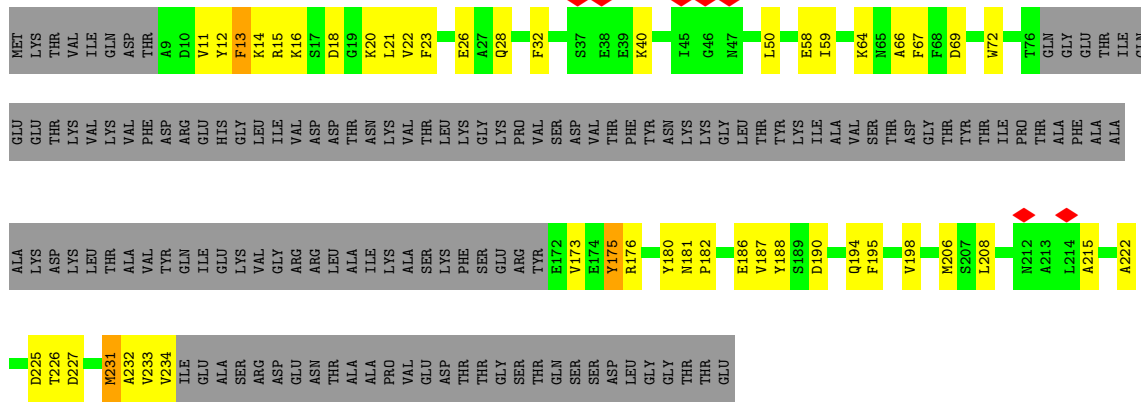 MET LYS THR VAL ILE GLN ASP THR A9 D10 V11 Y12 F13 K14 R15 K16 S17 D18 G19 K20 L21 V22 F23 E26 A27 Q28 F32 S37 E38 E39 K40 I45 G46 N47 L50 E58 I59 K64 N65 A66 F67 F68 D69 W72 T76 GLN GLY GLU THR ILE GLN
GLU GLU THR LYS VAL LYS VAL PHE ASP ARG GLU HIS GLY LEU ILE VAL ASP ASP THR ASN LYS VAL THR LEU LYS GLY LYS PRO VAL SER ASP VAL THR PHE TYR ASN LYS LYS GLY LEU THR TYR LYS ILE ALA VAL SER THR ASP GLY THR TYR THR ILE PRO THR ALA PHE ALA ALA
ALA LYS ASP LYS LEU THR ALA VAL TYR GLN ILE GLU LYS VAL GLY ARG ARG LEU ALA ILE LYS ALA SER LYS PHE SER GLU ARG TYR E172 V173 E174 Y175 R176 Y180 N181 P182 E186 V187 Y188 S189 D190 Q194 F195 V198 M206 S207 L208 N212 A213 L214 A215 A222
D225 T226 D227 M231 A232 V233 V234 ILE GLU ALA SER ARG ASP GLU ASN THR ALA ALA PRO VAL GLU ASP THR THR GLY SER THR GLN SER SER ASP LEU GLY GLY THR THR GLU